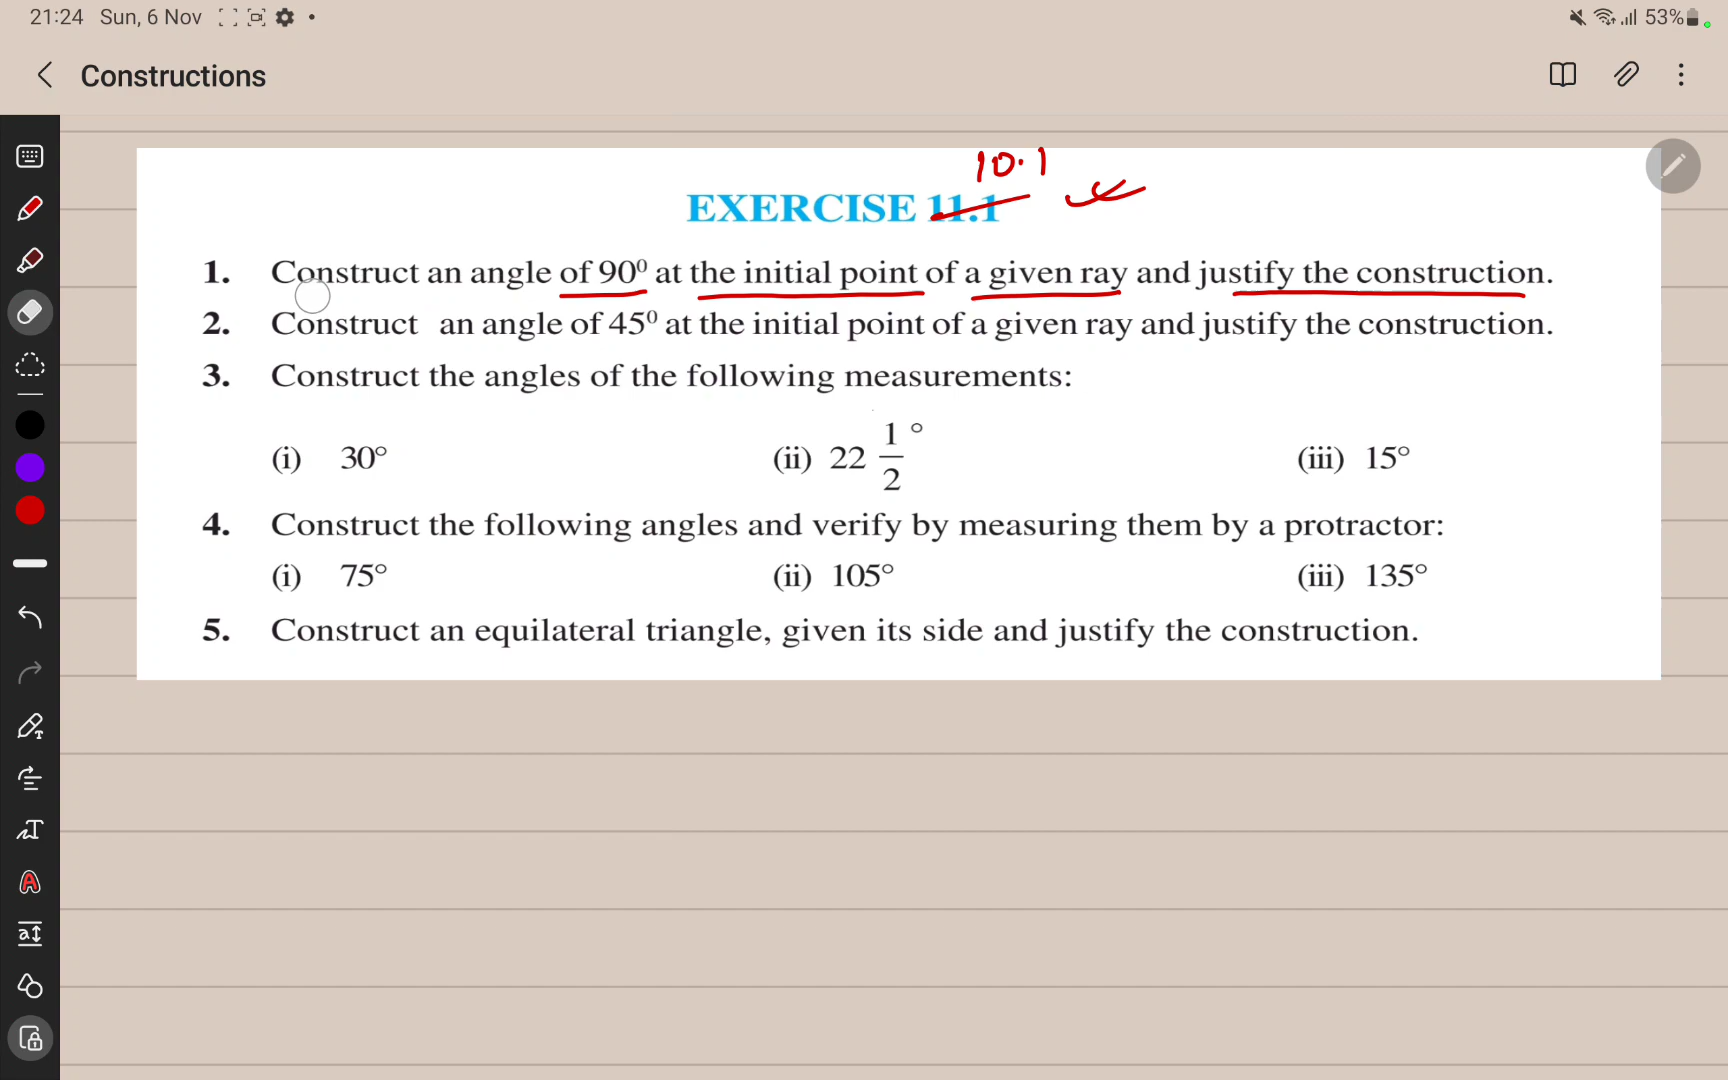 21:24 Sun, 6 Nov
53%
Constructions
10.1
EXERCISE 11.1
1. Construct an angle of 90⁰ at the initial point of a given ray and justify the construction.
2. Construct an angle of 45⁰ at the initial point of a given ray and justify the construction.
3. Construct the angles of the following measurements:
(i) 30° (ii) 22 1/2° (iii) 15°
4. Construct the following angles and verify by measuring them by a protractor:
(i) 75° (ii) 105° (iii) 135°
5. Construct an equilateral triangle, given its side and justify the construction.